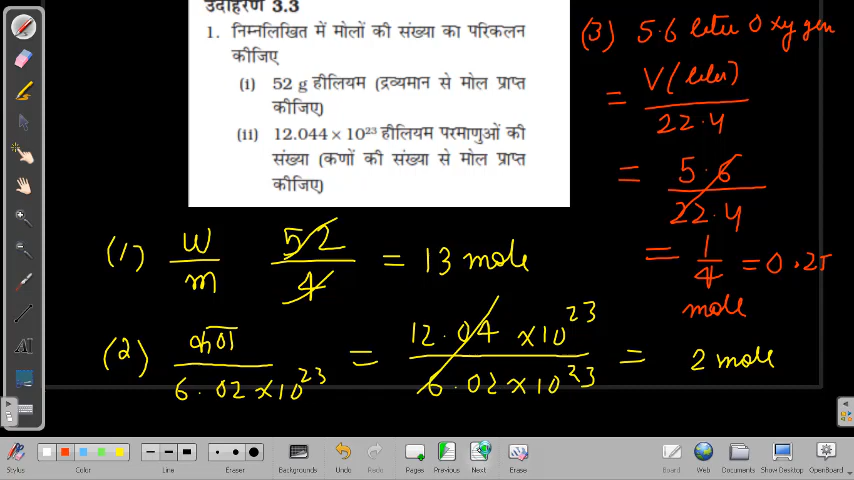 उदाहरण 3.3
1. निम्नलिखित में मोलों की संख्या का परिकलन
कीजिए
(i) 52 g हीलियम (द्रव्यमान से मोल प्राप्त
कीजिए)
(ii) 12.044 × 10²³ हीलियम परमाणुओं की
संख्या (कणों की संख्या से मोल प्राप्त
कीजिए)
(1) w/m 52/4 = 13 mole
(2) कण/6.02 × 10²³ = 12.04 × 10²³/6.02 × 10²³ = 2 mole
(3) 5.6 liter Oxygen
= V(liter)/22.4
= 5.6/22.4
= 1/4 = 0.25
mole
Stylus Color Line Eraser Backgrounds Undo Redo Pages Previous Next Erase Board Web Documents Show Desktop OpenBoard